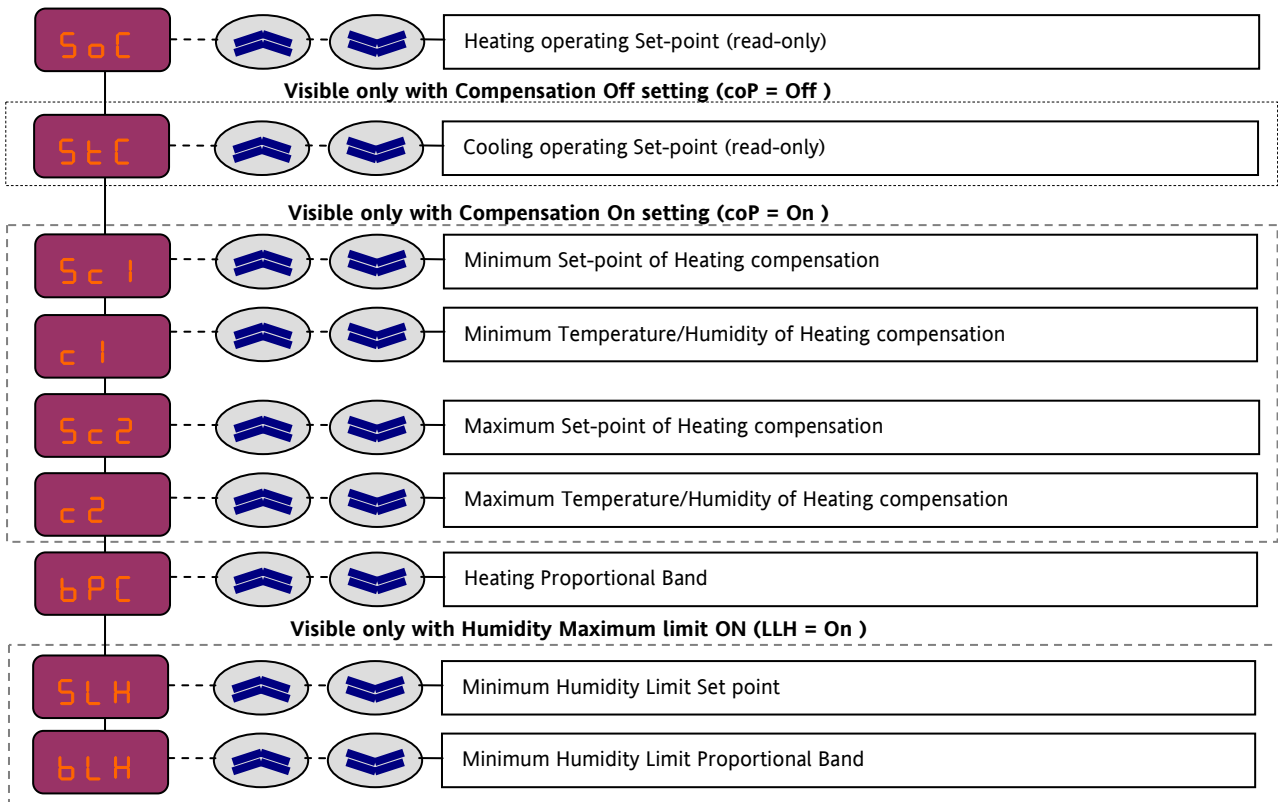 SoC Heating operating Set-point (read-only)
Visible only with Compensation Off setting (coP = Off )
StC Cooling operating Set-point (read-only)
Visible only with Compensation On setting (coP = On )
Sc1 Minimum Set-point of Heating compensation
c1 Minimum Temperature/Humidity of Heating compensation
Sc2 Maximum Set-point of Heating compensation
c2 Maximum Temperature/Humidity of Heating compensation
bPC Heating Proportional Band
Visible only with Humidity Maximum limit ON (LLH = On )
SLH Minimum Humidity Limit Set point
bLH Minimum Humidity Limit Proportional Band